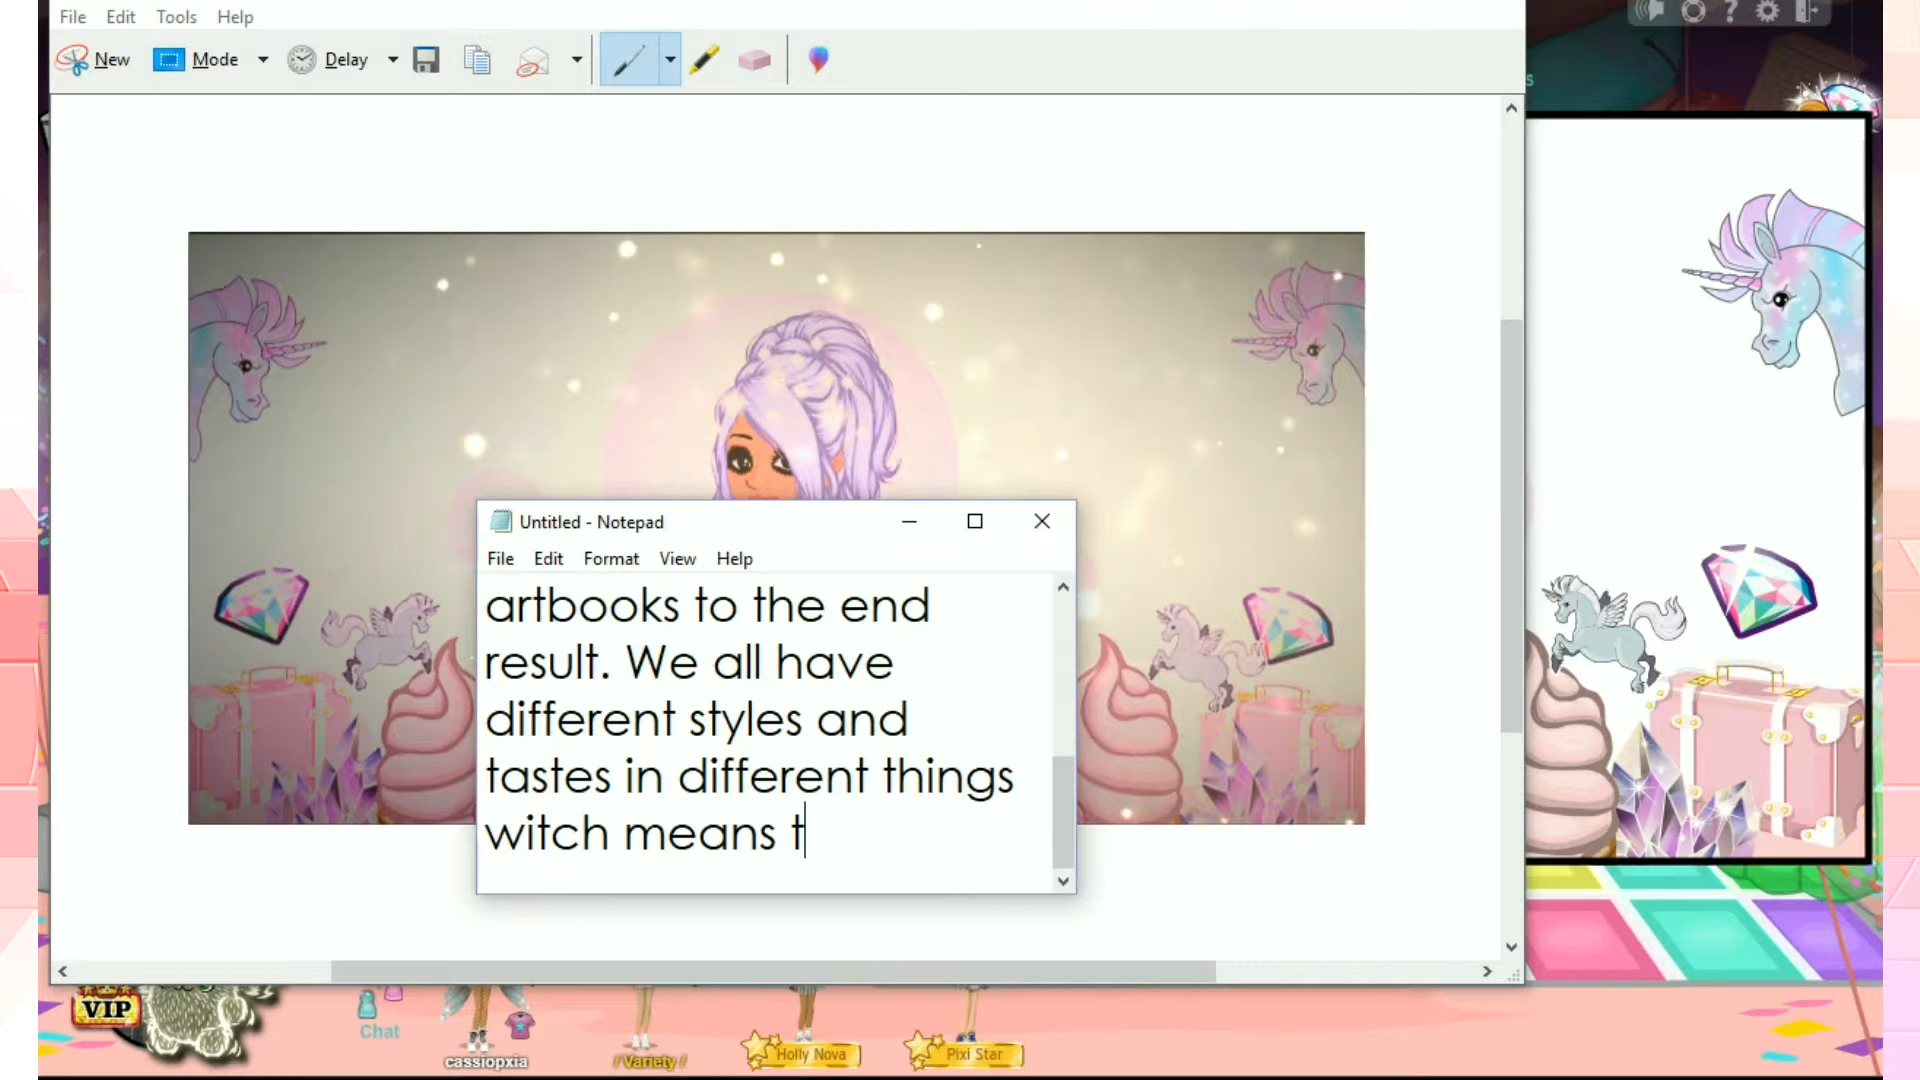 File Edit Tools Help
New Mode Delay
s
Untitled - Notepad
File Edit Format View Help
artbooks to the end
result. We all have
different styles and
tastes in different things
witch means t
VIP
Chat
cassiopxia
/ Variety /
Holly Nova
Pixi Star